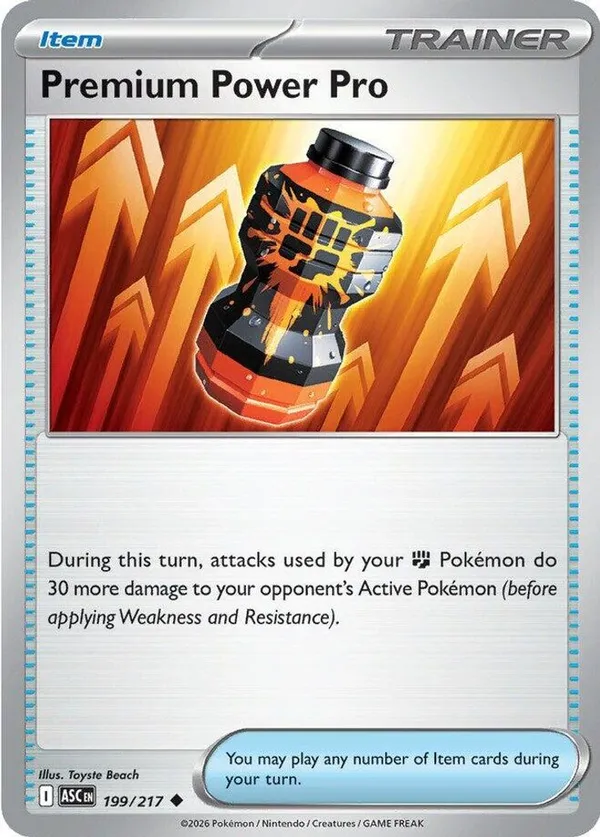 Item
TRAINER
Premium Power Pro
During this turn, attacks used by your Pokémon do
30 more damage to your opponent's Active Pokémon (before
applying Weakness and Resistance).
You may play any number of Item cards during
your turn.
Illus. Toyste Beach
I ASC EN 199/217
©2026 Pokémon / Nintendo / Creatures / GAME FREAK